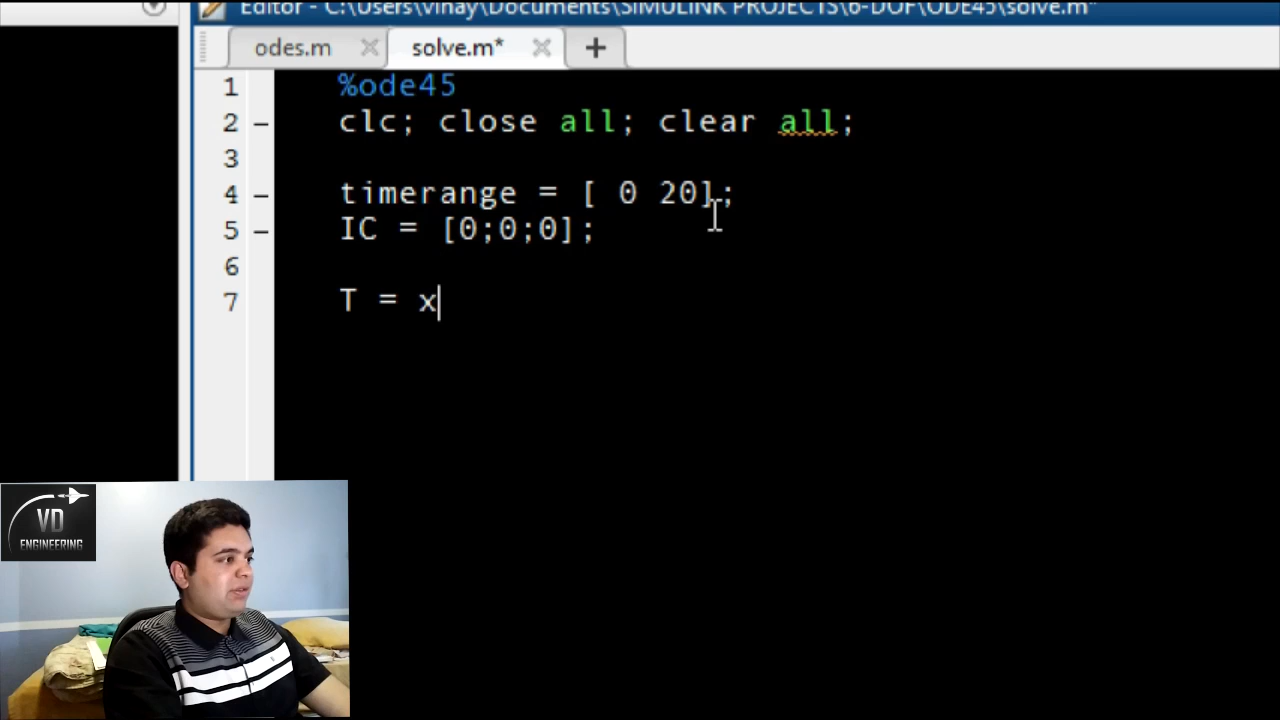 Editor - C:\Users\vinay\Documents\SIMULINK PROJECTS\6-DOF\ODE45\solve.m*
odes.m
solve.m*
1 %ode45
2 clc; close all; clear all;
3
4 timerange = [ 0 20];
5 IC = [0;0;0];
6
7 T = x
VD
ENGINEERING